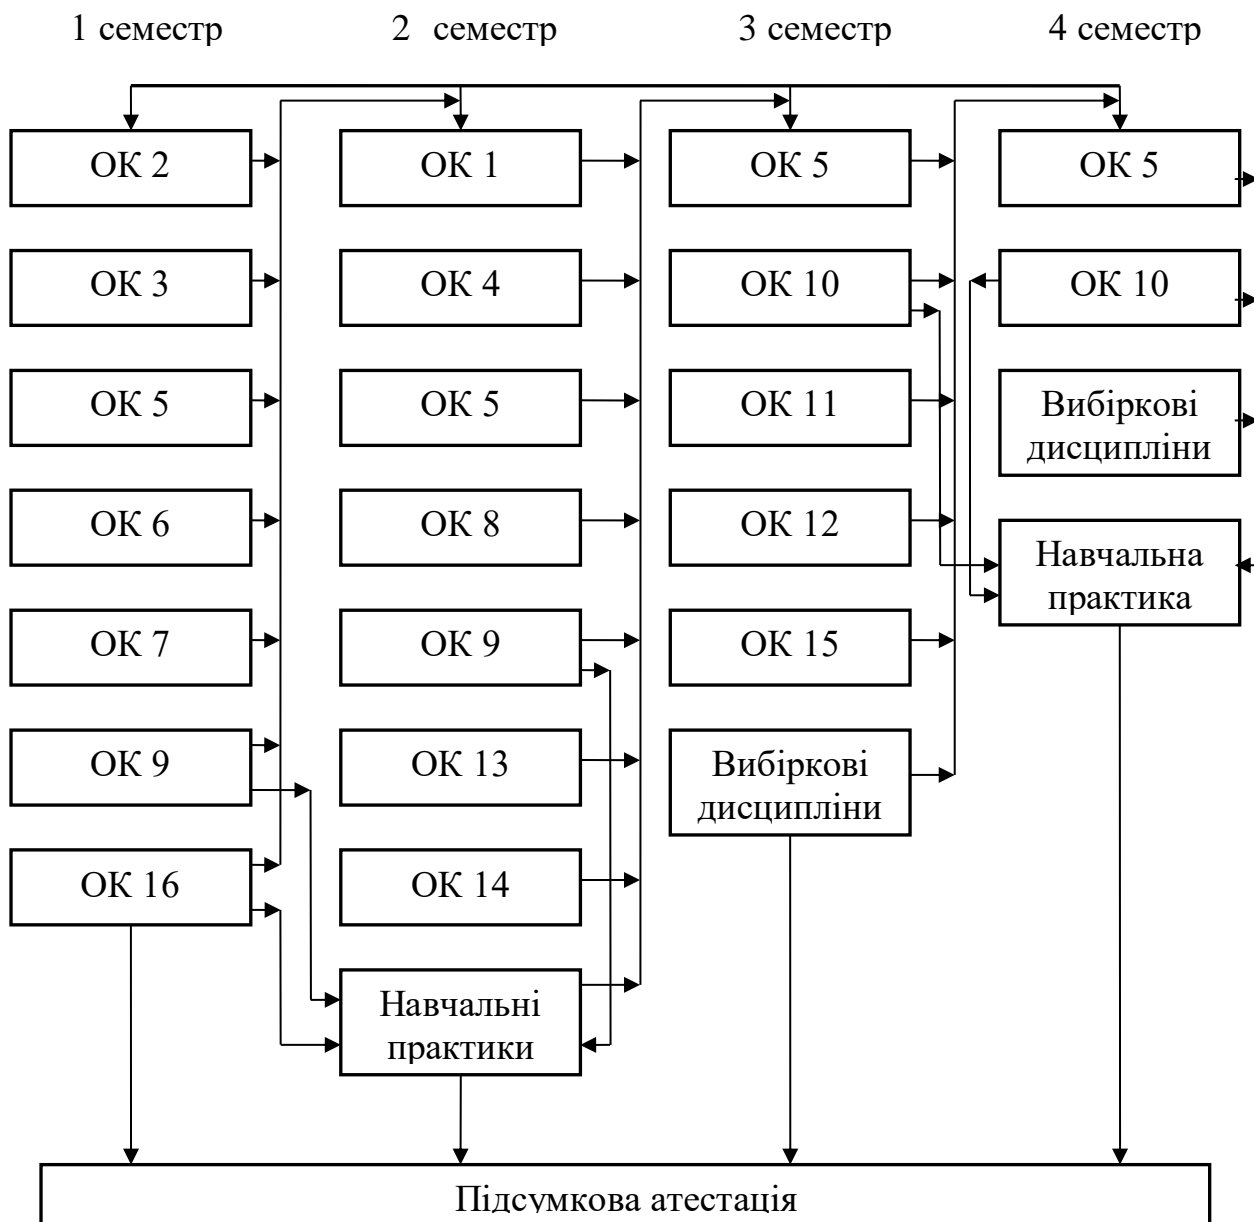 1 семестр
2 семестр
3 семестр
4 семестр
ОК 2
ОК 1
ОК 5
ОК 5
ОК 3
ОК 4
ОК 10
ОК 10
ОК 5
ОК 5
ОК 11
Вибіркові
дисципліни
ОК 6
ОК 8
ОК 12
Навчальна
практика
ОК 7
ОК 9
ОК 15
ОК 9
ОК 13
Вибіркові
дисципліни
ОК 16
ОК 14
Навчальні
практики
Підсумкова атестація